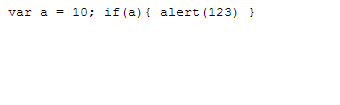 var a = 10; if(a){ alert(123) }